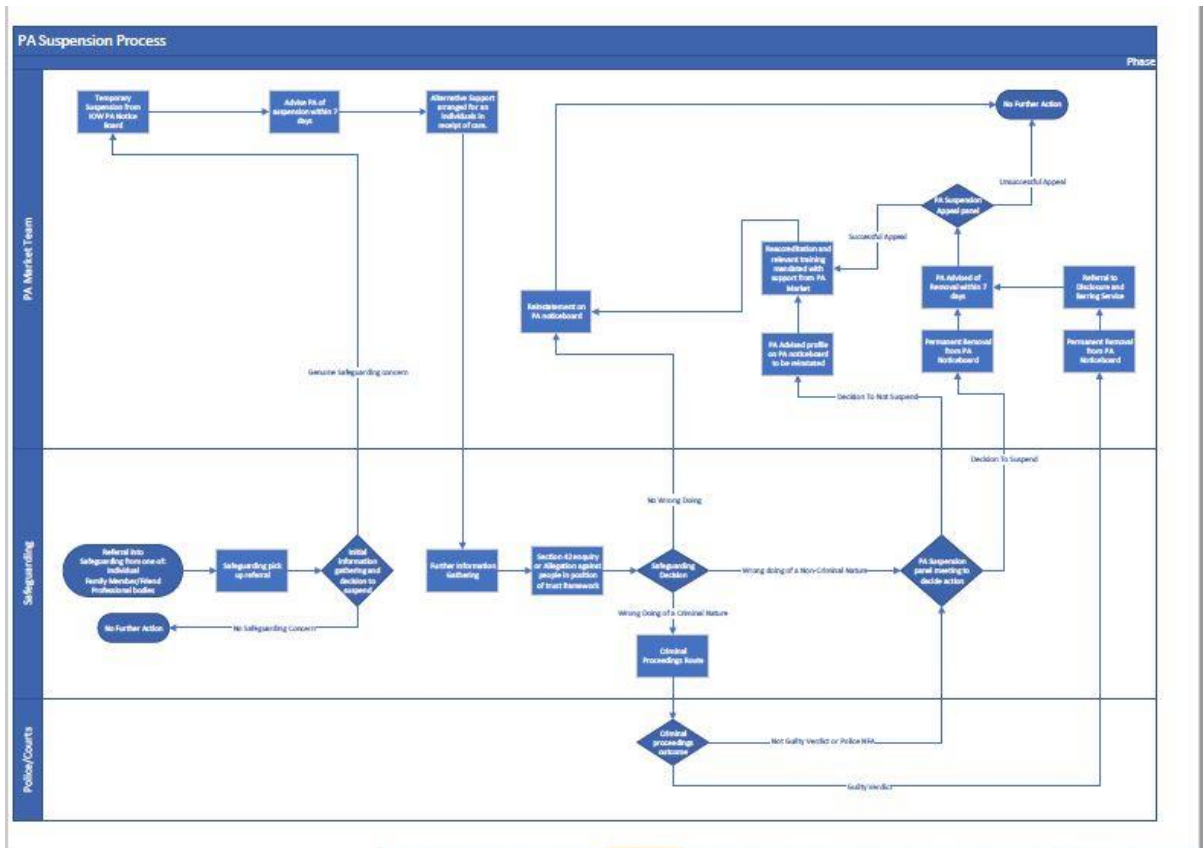 PA Suspension Process
Phase
PA Market Team
Temporary
Suspension from
IOW PA Notice
Board
Advise PA of
suspension within 7
days
Alternative Support
arranged for an
individuals in
receipt of care.
No Further Action
Unsuccessful Appeal
PA Suspension
Appeal panel
Successful Appeal
Reaccreditation and
relevant training
mandated with
support from PA
Market
PA Advised of
Removal within 7
days
Referral to
Disclosure and
Barring Service
Reinstatement on
PA noticeboard
PA Advised profile
on PA noticeboard
to be reinstated
Permanent Removal
from PA
Noticeboard
Permanent Removal
from PA
Noticeboard
Genuine Safeguarding concern
Decision To Not Suspend
Decision To Suspend
Safeguarding
No Wrong Doing
Referral into
Safeguarding from one of:
Individual
Family Member/Friend
Professional bodies
Safeguarding pick
up referral
Initial
information
gathering and
decision to
suspend
Further Information
Gathering
Section 42 enquiry
or Allegation against
people in position
of trust framework
Safeguarding
Decision
Wrong doing of a Non-Criminal Nature
PA Suspension
panel meeting to
decide action
No Further Action
No Safeguarding Concern
Wrong Doing of a Criminal Nature
Criminal
Proceedings Route
Police/Courts
Criminal
proceedings
outcome
Not Guilty Verdict or Police NFA
Guilty Verdict